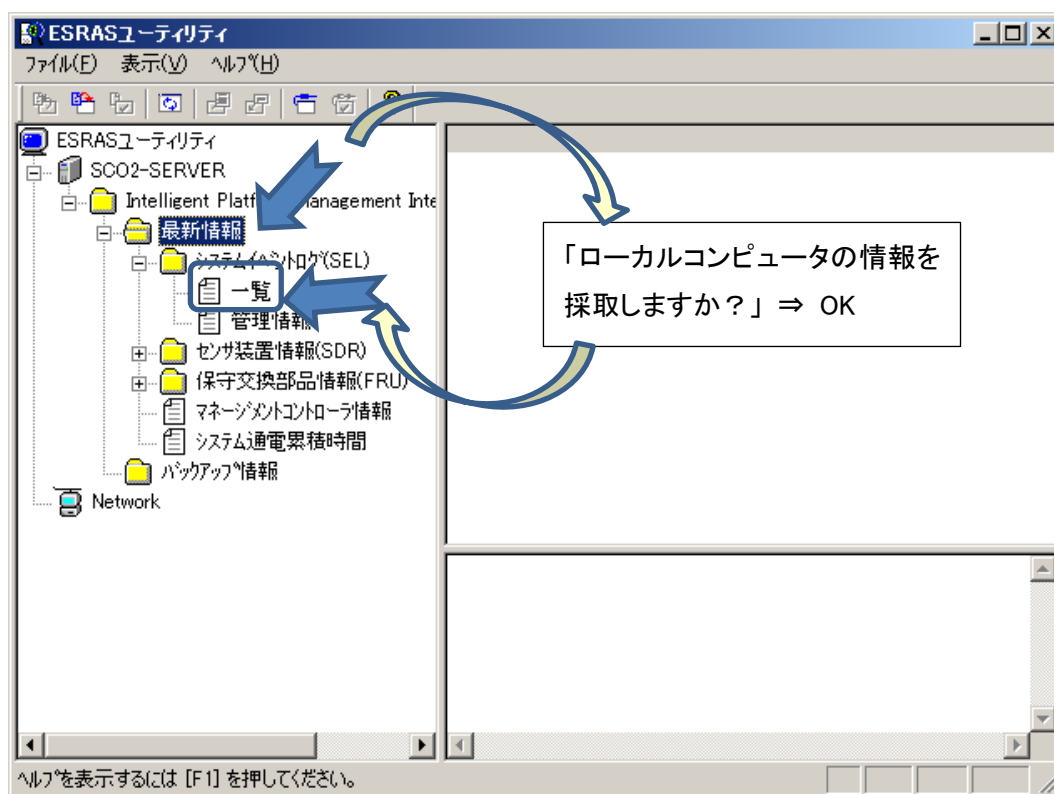 ESRASユーティリティ
ファイル(F) 表示(V) ヘルプ(H)
ESRASユーティリティ
SCO2-SERVER
Intelligent Platf anagement Inte
最新情報
システムイベントログ(SEL)
一覧
管理情報
センサ装置情報(SDR)
保守交換部品情報(FRU)
マネージメントコントローラ情報
システム通電累積時間
バックアップ情報
Network
「ローカルコンピュータの情報を
採取しますか？」 ⇒ OK
ヘルプを表示するには [F1] を押してください。